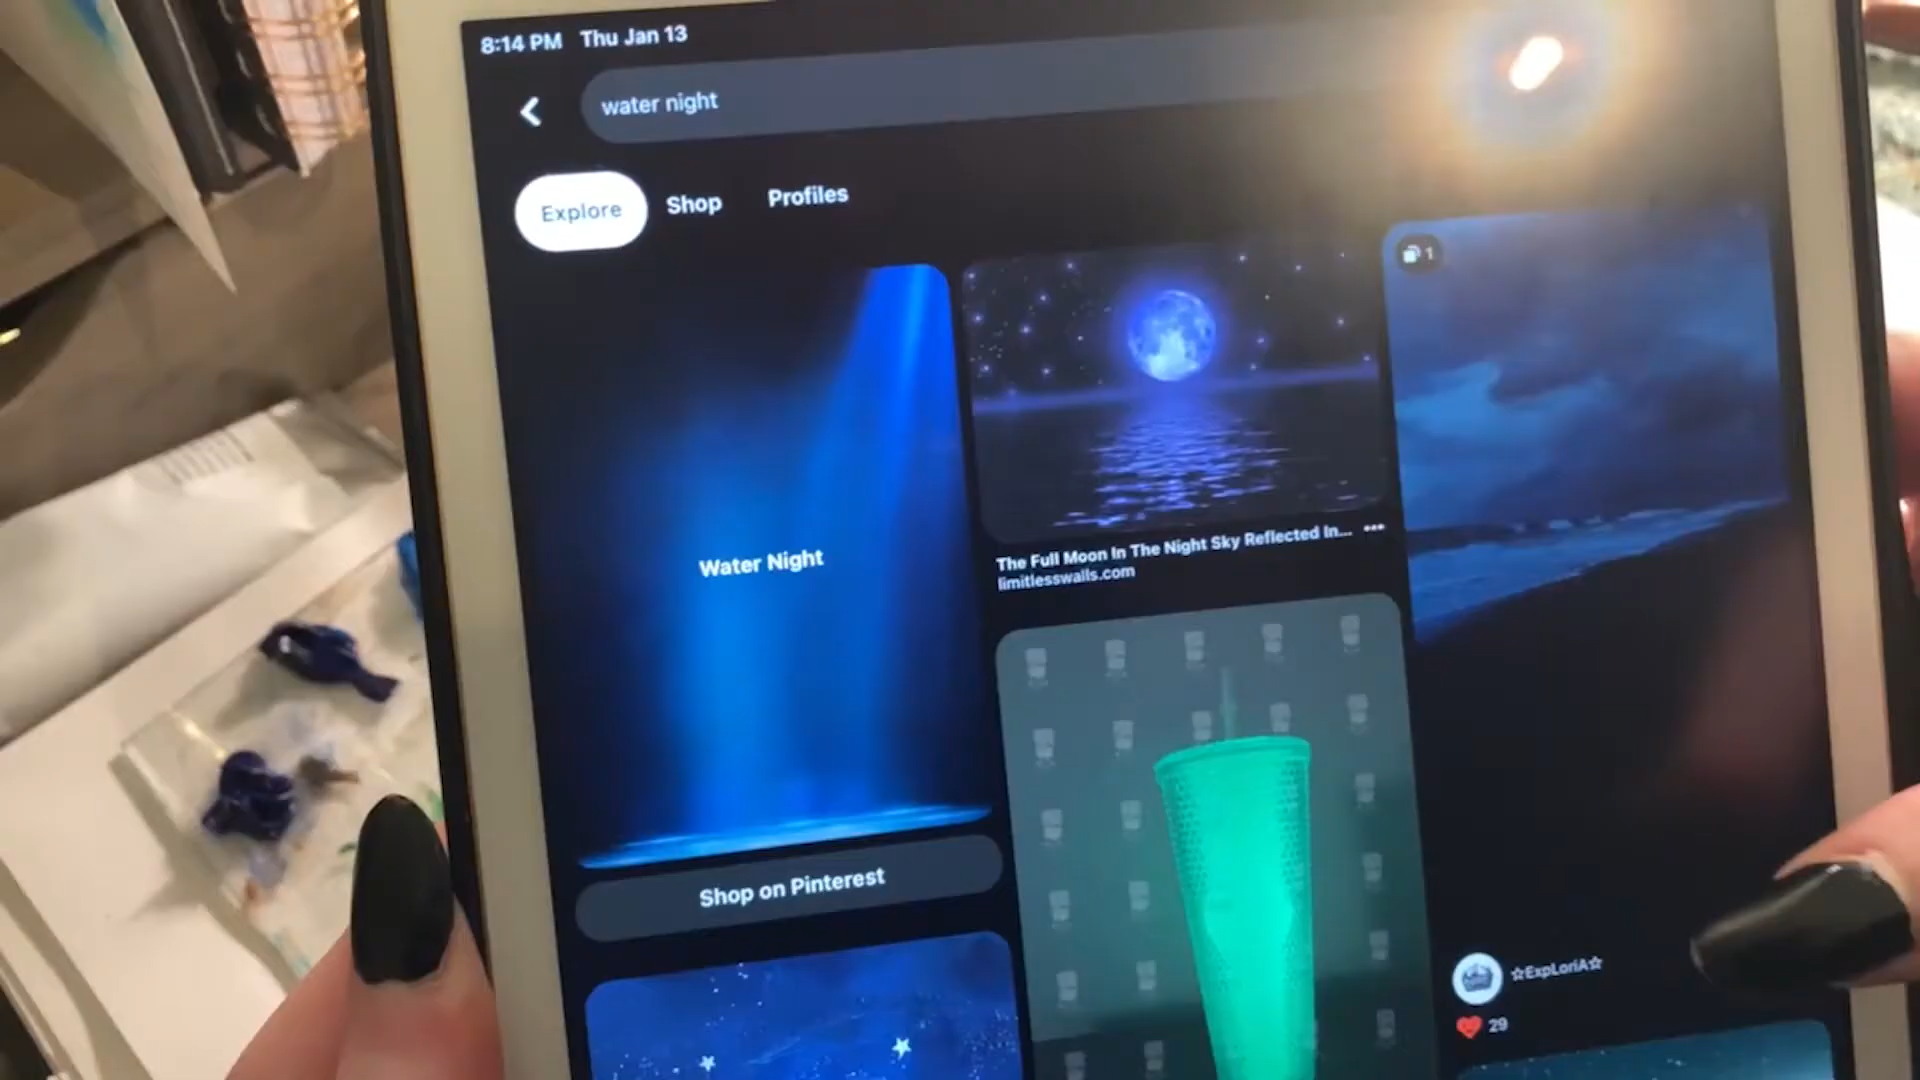 8:14 PM Thu Jan 13
water night
Explore Shop Profiles
1
Water Night
The Full Moon In The Night Sky Reflected In... •••
limitlesswalls.com
Shop on Pinterest
☆ExpLoriA☆
29